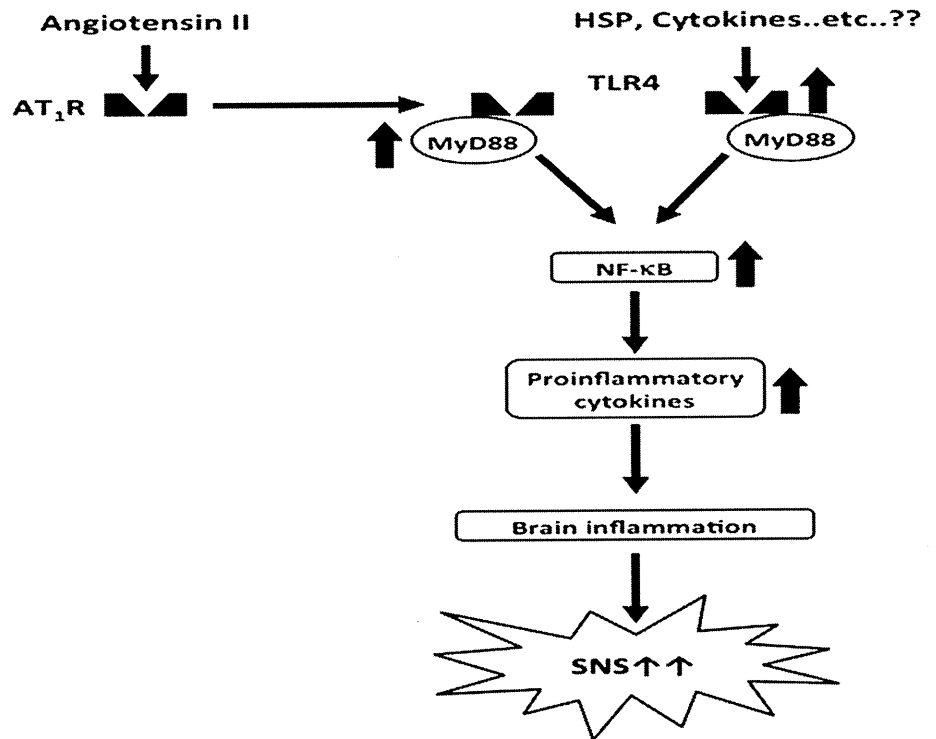 Angiotensin II
HSP, Cytokines..etc..??
AT₁R
TLR4
MyD88
MyD88
NF-κB
Proinflammatory
cytokines
Brain inflammation
SNS↑↑